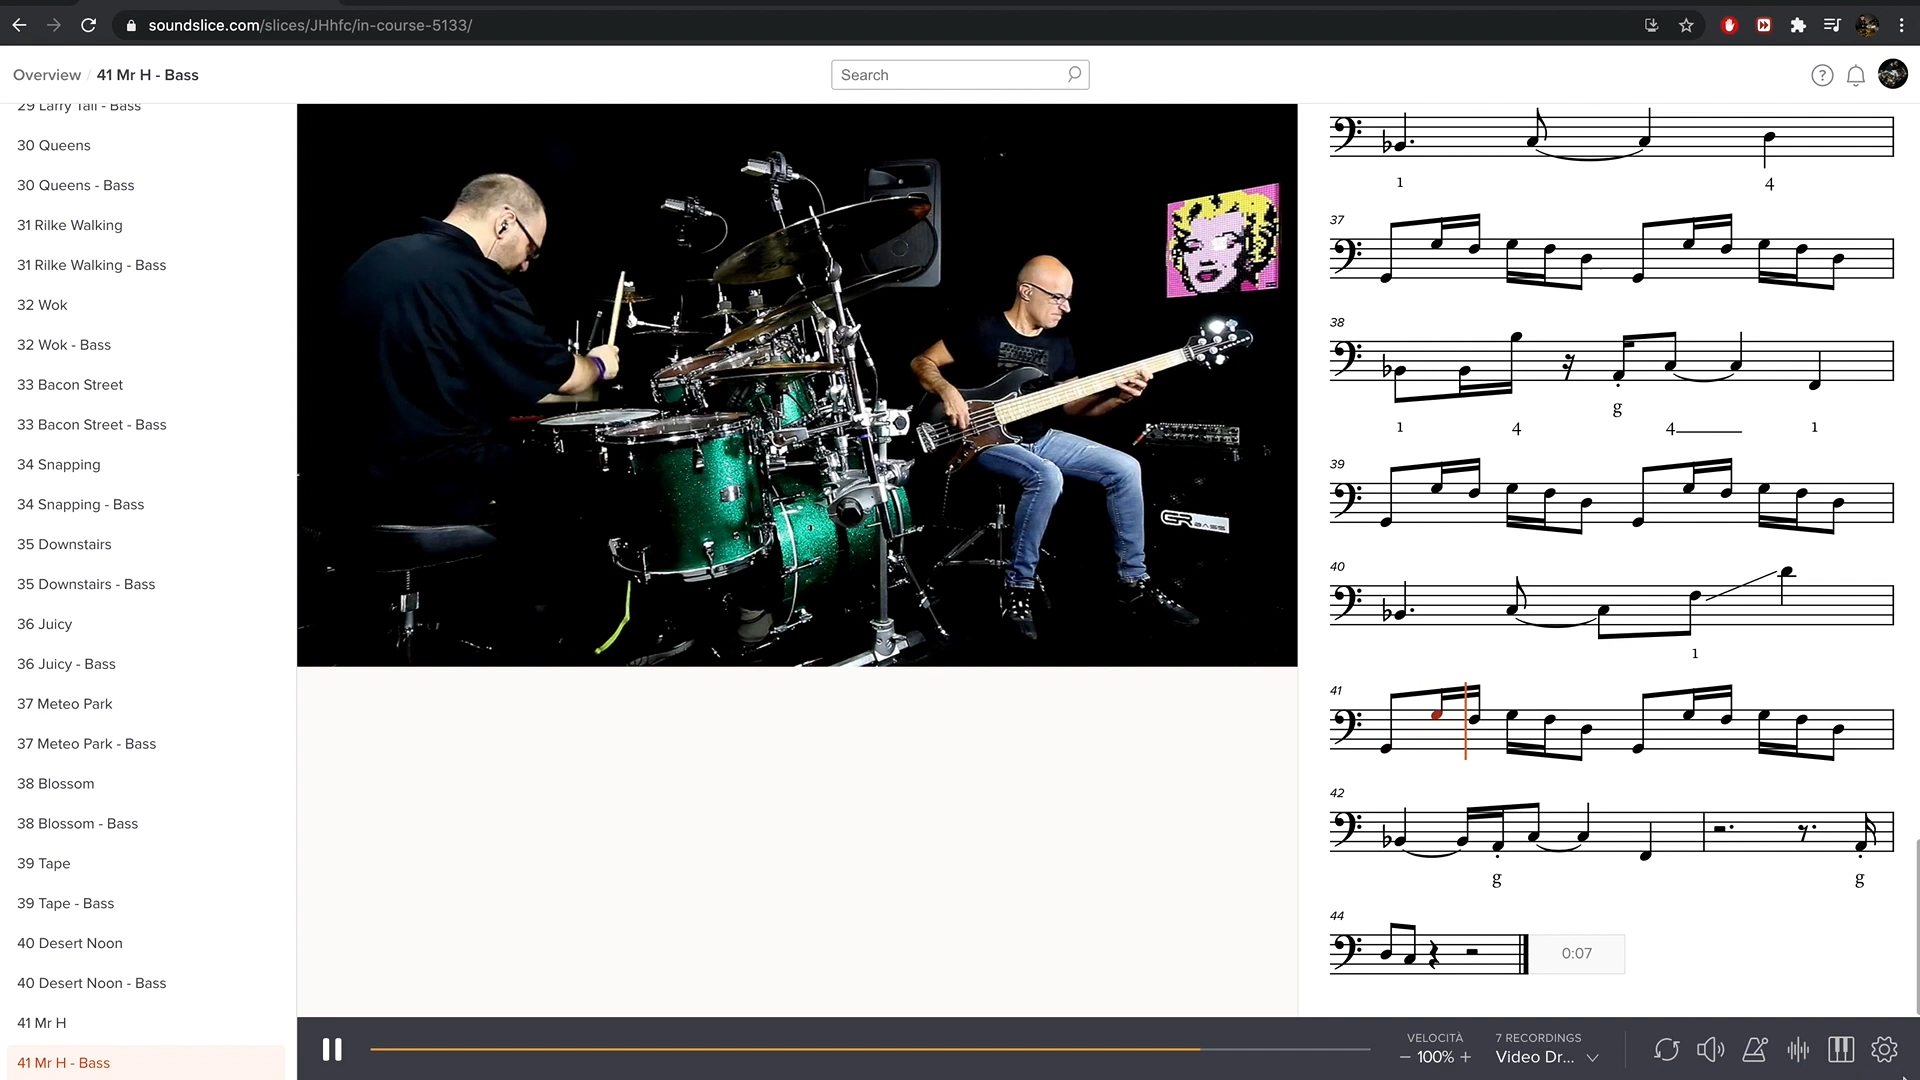 soundslice.com/slices/JHhfc/in-course-5133/
Overview / 41 Mr H - Bass
Search
29 Larry Tall - Bass
30 Queens
30 Queens - Bass
31 Rilke Walking
31 Rilke Walking - Bass
32 Wok
32 Wok - Bass
33 Bacon Street
33 Bacon Street - Bass
34 Snapping
34 Snapping - Bass
35 Downstairs
35 Downstairs - Bass
36 Juicy
36 Juicy - Bass
37 Meteo Park
37 Meteo Park - Bass
38 Blossom
38 Blossom - Bass
39 Tape
39 Tape - Bass
40 Desert Noon
40 Desert Noon - Bass
41 Mr H
41 Mr H - Bass
GR BASS
1 4
37
38
g
1 4 4 1
39
40
1
41
42
g g
44
0:07
VELOCITÀ
− 100% +
7 RECORDINGS
Video Dr...